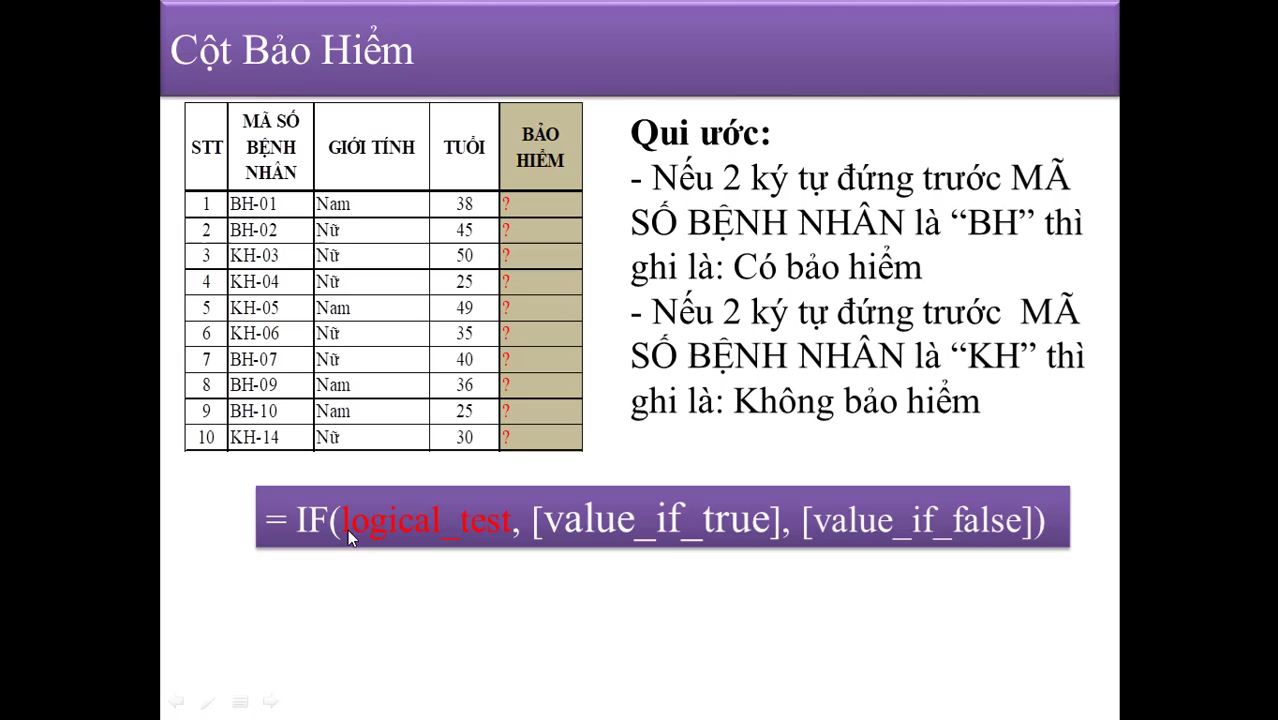 Cột Bảo Hiểm
STT MÃ SỐ BỆNH NHÂN GIỚI TÍNH TUỔI BẢO HIỂM
1 BH-01 Nam 38 ?
2 BH-02 Nữ 45 ?
3 KH-03 Nữ 50 ?
4 KH-04 Nữ 25 ?
5 KH-05 Nam 49 ?
6 KH-06 Nữ 35 ?
7 BH-07 Nữ 40 ?
8 BH-09 Nam 36 ?
9 BH-10 Nam 25 ?
10 KH-14 Nữ 30 ?
Qui ước:
- Nếu 2 ký tự đứng trước MÃ
SỐ BỆNH NHÂN là “BH” thì
ghi là: Có bảo hiểm
- Nếu 2 ký tự đứng trước MÃ
SỐ BỆNH NHÂN là “KH” thì
ghi là: Không bảo hiểm
= IF(logical_test, [value_if_true], [value_if_false])